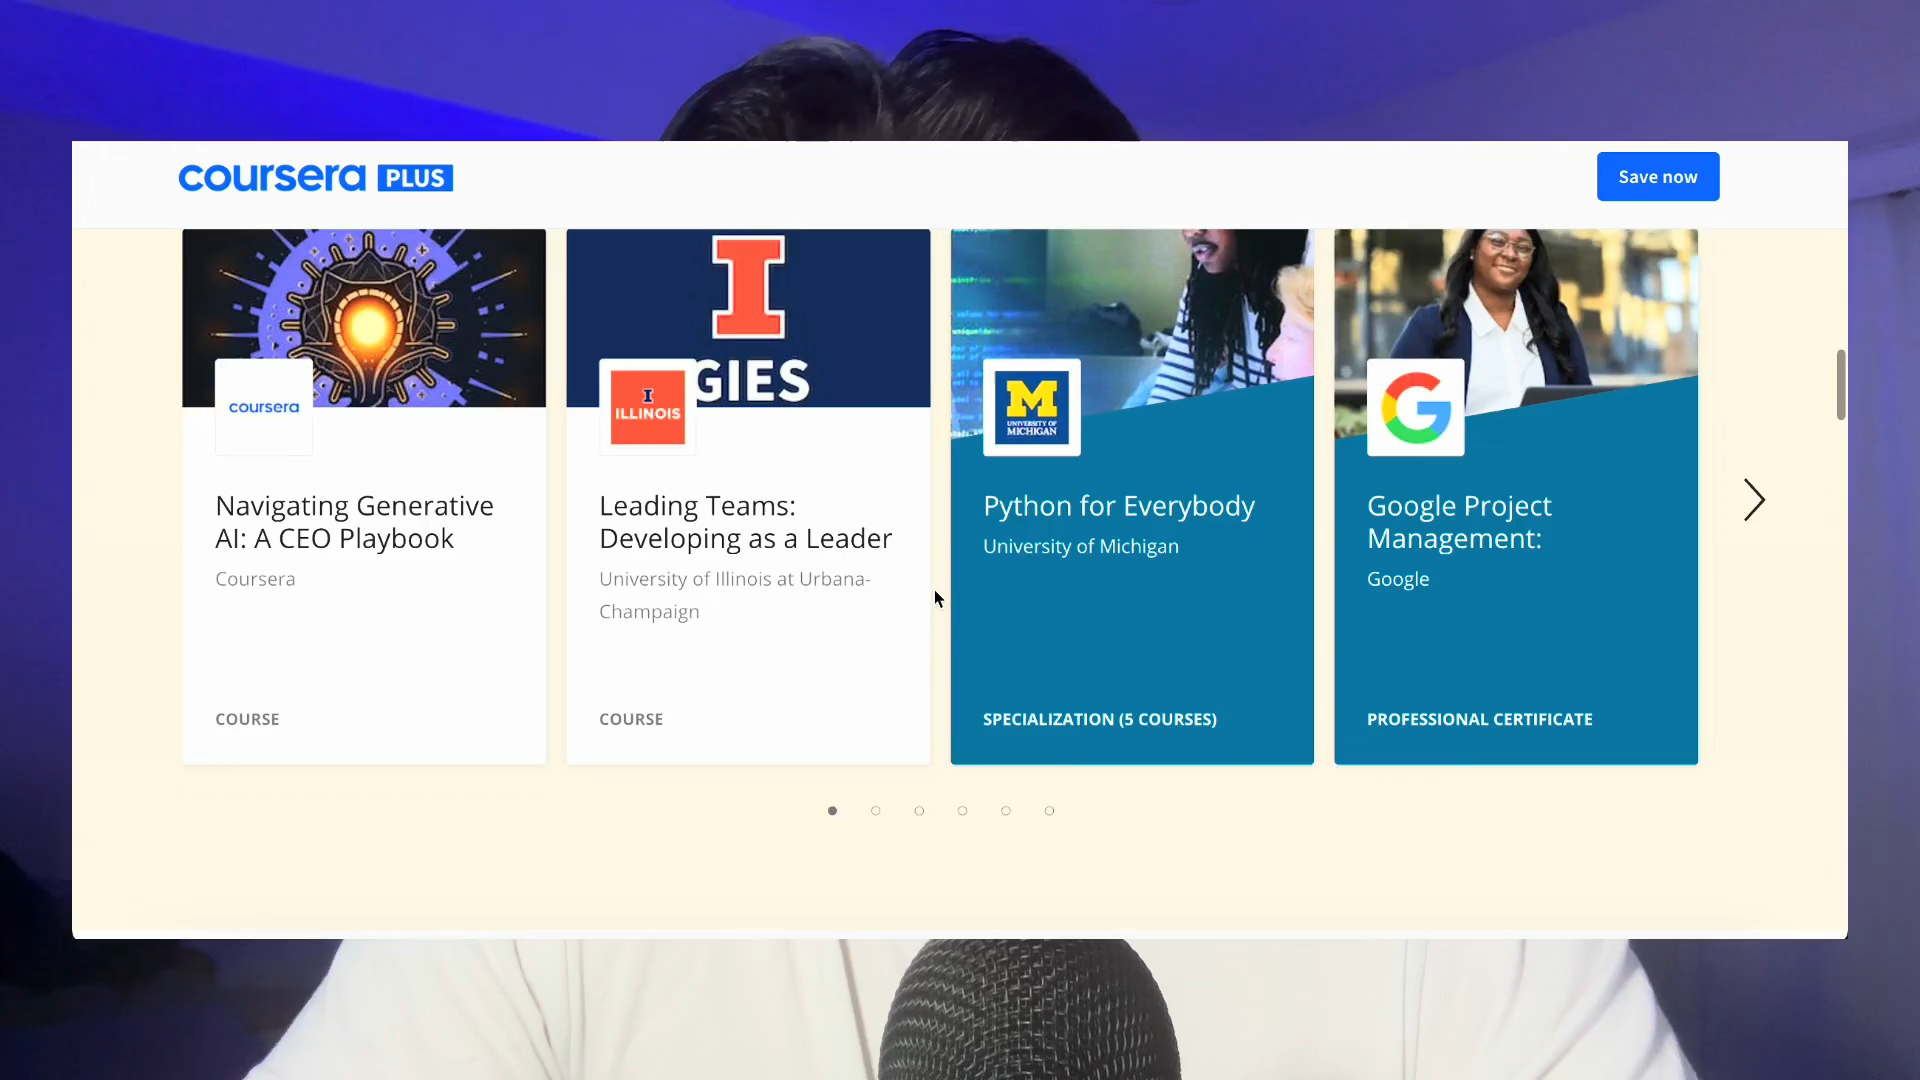 coursera PLUS
Save now
GIES
coursera
I
ILLINOIS
M
UNIVERSITY OF
MICHIGAN
G
Navigating Generative
AI: A CEO Playbook
Coursera
COURSE
Leading Teams:
Developing as a Leader
University of Illinois at Urbana-
Champaign
COURSE
Python for Everybody
University of Michigan
SPECIALIZATION (5 COURSES)
Google Project
Management:
Google
PROFESSIONAL CERTIFICATE